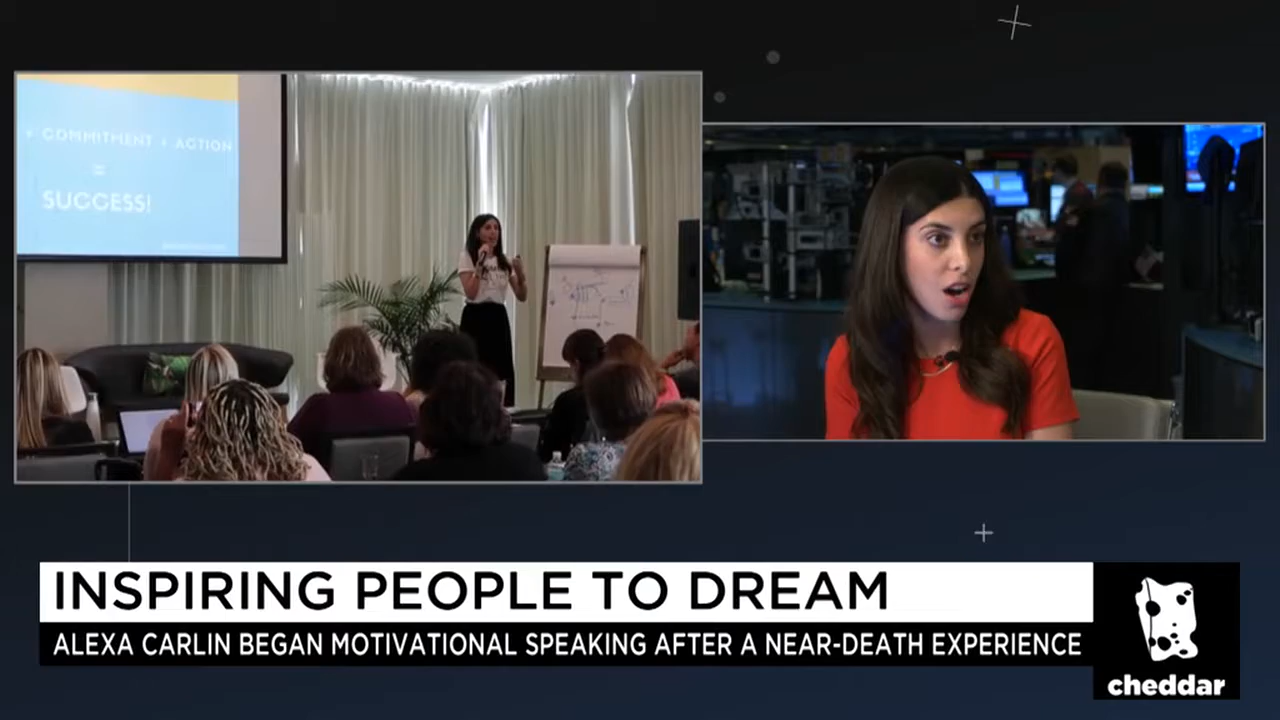 + COMMITMENT + ACTION
=
SUCCESS!
INSPIRING PEOPLE TO DREAM
ALEXA CARLIN BEGAN MOTIVATIONAL SPEAKING AFTER A NEAR-DEATH EXPERIENCE
cheddar